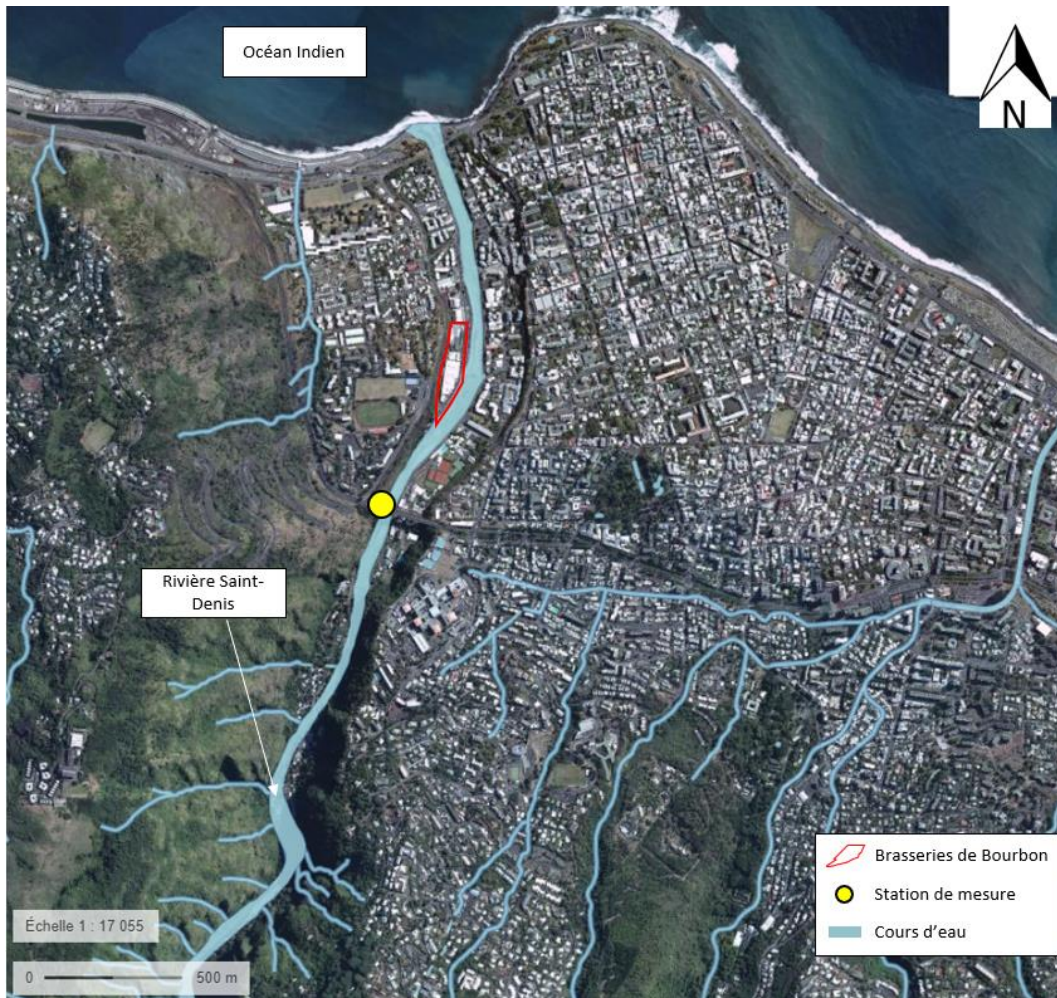 Océan Indien
N
Rivière Saint-
Denis
Brasseries de Bourbon
Station de mesure
Cours d'eau
Échelle 1 : 17 055
0 500 m